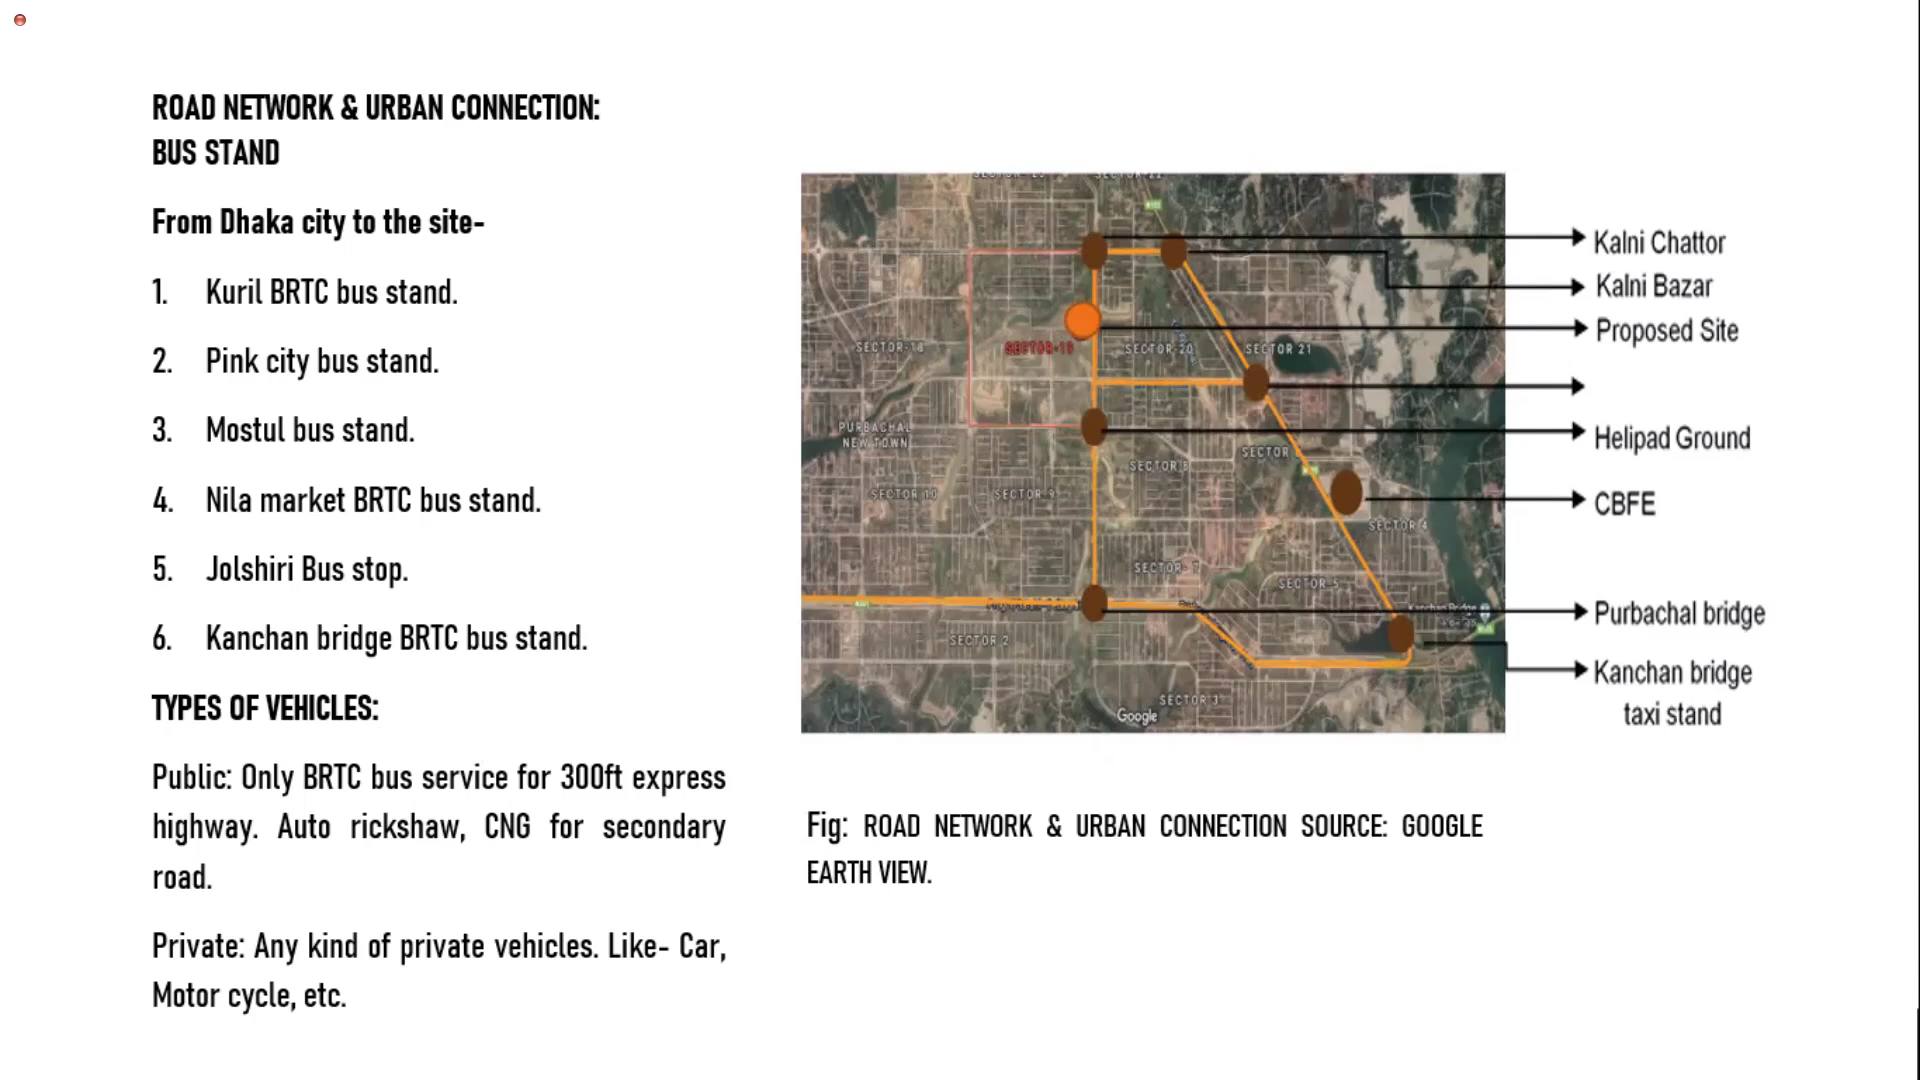 ROAD NETWORK & URBAN CONNECTION:
BUS STAND
From Dhaka city to the site-
1. Kuril BRTC bus stand.
2. Pink city bus stand.
3. Mostul bus stand.
4. Nila market BRTC bus stand.
5. Jolshiri Bus stop.
6. Kanchan bridge BRTC bus stand.
TYPES OF VEHICLES:
Public: Only BRTC bus service for 300ft express
highway. Auto rickshaw, CNG for secondary
road.
Private: Any kind of private vehicles. Like- Car,
Motor cycle, etc.
SECTOR-18
SECTOR-19
SECTOR-20
SECTOR 21
PURBACHAL
NEW TOWN
SECTOR 8
SECTOR
SECTOR 10
SECTOR 9
SECTOR 4
SECTOR 7
SECTOR 5
Kanchan Bridge
SECTOR 2
SECTOR 3
Google
Kalni Chattor
Kalni Bazar
Proposed Site
Helipad Ground
CBFE
Purbachal bridge
Kanchan bridge
taxi stand
Fig: ROAD NETWORK & URBAN CONNECTION SOURCE: GOOGLE
EARTH VIEW.